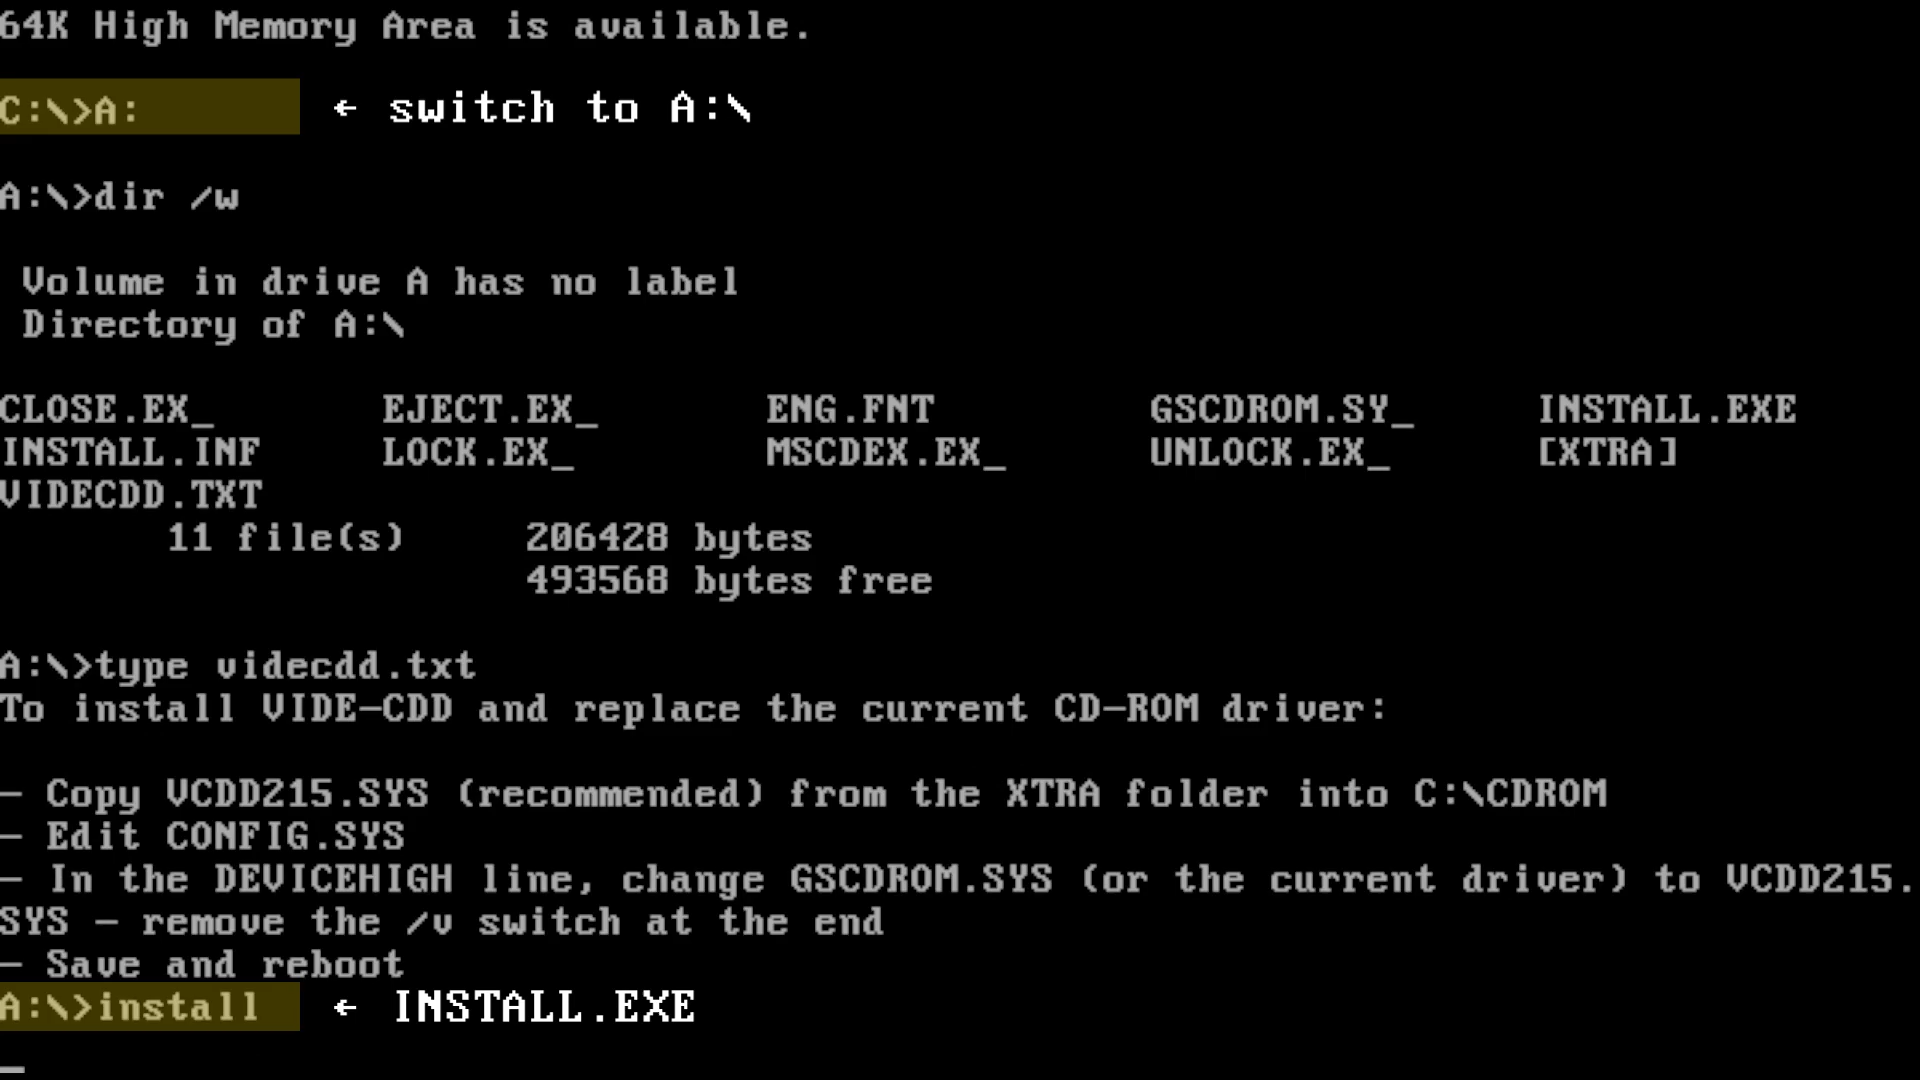 64K High Memory Area is available.
C:\>A: ← switch to A:\
A:\>dir /w
Volume in drive A has no label
Directory of A:\
CLOSE.EX_ EJECT.EX_ ENG.FNT GSCDROM.SY_ INSTALL.EXE
INSTALL.INF LOCK.EX_ MSCDEX.EX_ UNLOCK.EX_ [XTRA]
VIDECDD.TXT
11 file(s) 206428 bytes
493568 bytes free
A:\>type videcdd.txt
To install VIDE-CDD and replace the current CD-ROM driver:
- Copy VCDD215.SYS (recommended) from the XTRA folder into C:\CDROM
- Edit CONFIG.SYS
- In the DEVICEHIGH line, change GSCDROM.SYS (or the current driver) to VCDD215.
SYS - remove the /v switch at the end
- Save and reboot
A:\>install ← INSTALL.EXE
_